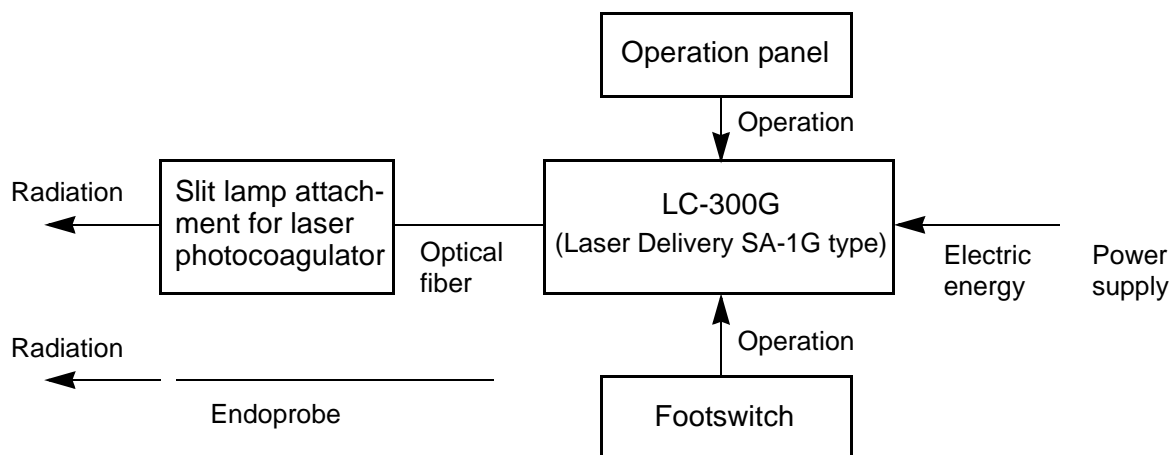 Operation panel
Operation
Radiation
Slit lamp attach-
ment for laser
photocoagulator
Optical
fiber
LC-300G
(Laser Delivery SA-1G type)
Electric
energy
Power
supply
Radiation
Endoprobe
Operation
Footswitch